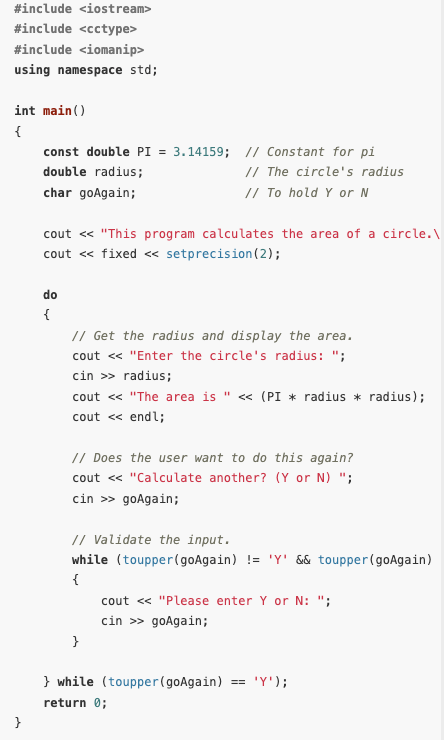 #include <iostream>
#include <cctype>
#include <iomanip>
using namespace std;

int main()
{
    const double PI = 3.14159;  // Constant for pi
    double radius;              // The circle's radius
    char goAgain;               // To hold Y or N

    cout << "This program calculates the area of a circle.\
    cout << fixed << setprecision(2);

    do
    {
        // Get the radius and display the area.
        cout << "Enter the circle's radius: ";
        cin >> radius;
        cout << "The area is " << (PI * radius * radius);
        cout << endl;

        // Does the user want to do this again?
        cout << "Calculate another? (Y or N) ";
        cin >> goAgain;

        // Validate the input.
        while (toupper(goAgain) != 'Y' && toupper(goAgain)
        {
            cout << "Please enter Y or N: ";
            cin >> goAgain;
        }

    } while (toupper(goAgain) == 'Y');
    return 0;
}